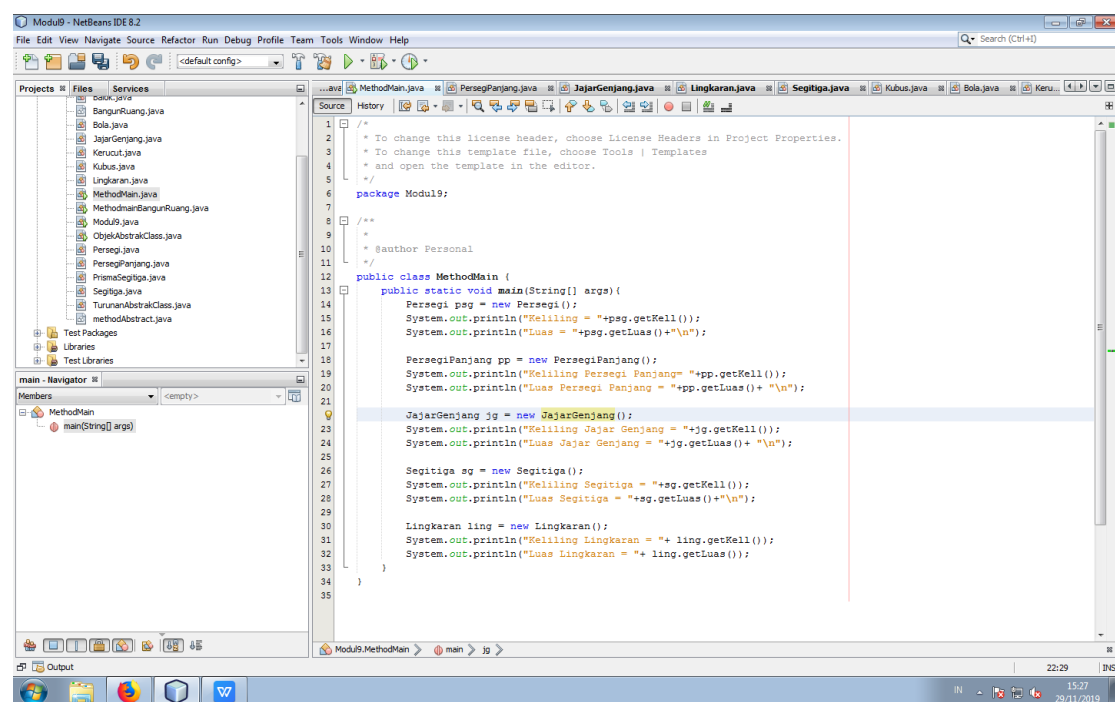 Modul9 - NetBeans IDE 8.2
File Edit View Navigate Source Refactor Run Debug Profile Team Tools Window Help
Search (Ctrl+I)
<default config>
Projects Files Services
Balok.java
BangunRuang.java
Bola.java
JajarGenjang.java
Kerucut.java
Kubus.java
Lingkaran.java
MethodMain.java
MethodmainBangunRuang.java
Modul9.java
ObjekAbstrakClass.java
Persegi.java
PersegiPanjang.java
PrismaSegitiga.java
Segitiga.java
TurunanAbstrakClass.java
methodAbstract.java
Test Packages
Libraries
Test Libraries
main - Navigator
Members <empty>
MethodMain
main(String[] args)
...ava MethodMain.java PersegiPanjang.java JajarGenjang.java Lingkaran.java Segitiga.java Kubus.java Bola.java Keru...
Source History
1 /*
2 * To change this license header, choose License Headers in Project Properties.
3 * To change this template file, choose Tools | Templates
4 * and open the template in the editor.
5 */
6 package Modul9;
7
8 /**
9 *
10 * @author Personal
11 */
12 public class MethodMain {
13 public static void main(String[] args){
14 Persegi psg = new Persegi();
15 System.out.println("Keliling = "+psg.getKell());
16 System.out.println("Luas = "+psg.getLuas()+"\n");
17
18 PersegiPanjang pp = new PersegiPanjang();
19 System.out.println("Keliling Persegi Panjang= "+pp.getKell());
20 System.out.println("Luas Persegi Panjang = "+pp.getLuas()+ "\n");
21
JajarGenjang jg = new JajarGenjang();
23 System.out.println("Keliling Jajar Genjang = "+jg.getKell());
24 System.out.println("Luas Jajar Genjang = "+jg.getLuas()+ "\n");
25
26 Segitiga sg = new Segitiga();
27 System.out.println("Keliling Segitiga = "+sg.getKell());
28 System.out.println("Luas Segitiga = "+sg.getLuas()+"\n");
29
30 Lingkaran ling = new Lingkaran();
31 System.out.println("Keliling Lingkaran = "+ ling.getKell());
32 System.out.println("Luas Lingkaran = "+ ling.getLuas());
33 }
34 }
35
Modul9.MethodMain main jg
Output
22:29 INS
IN
15:27
29/11/2019